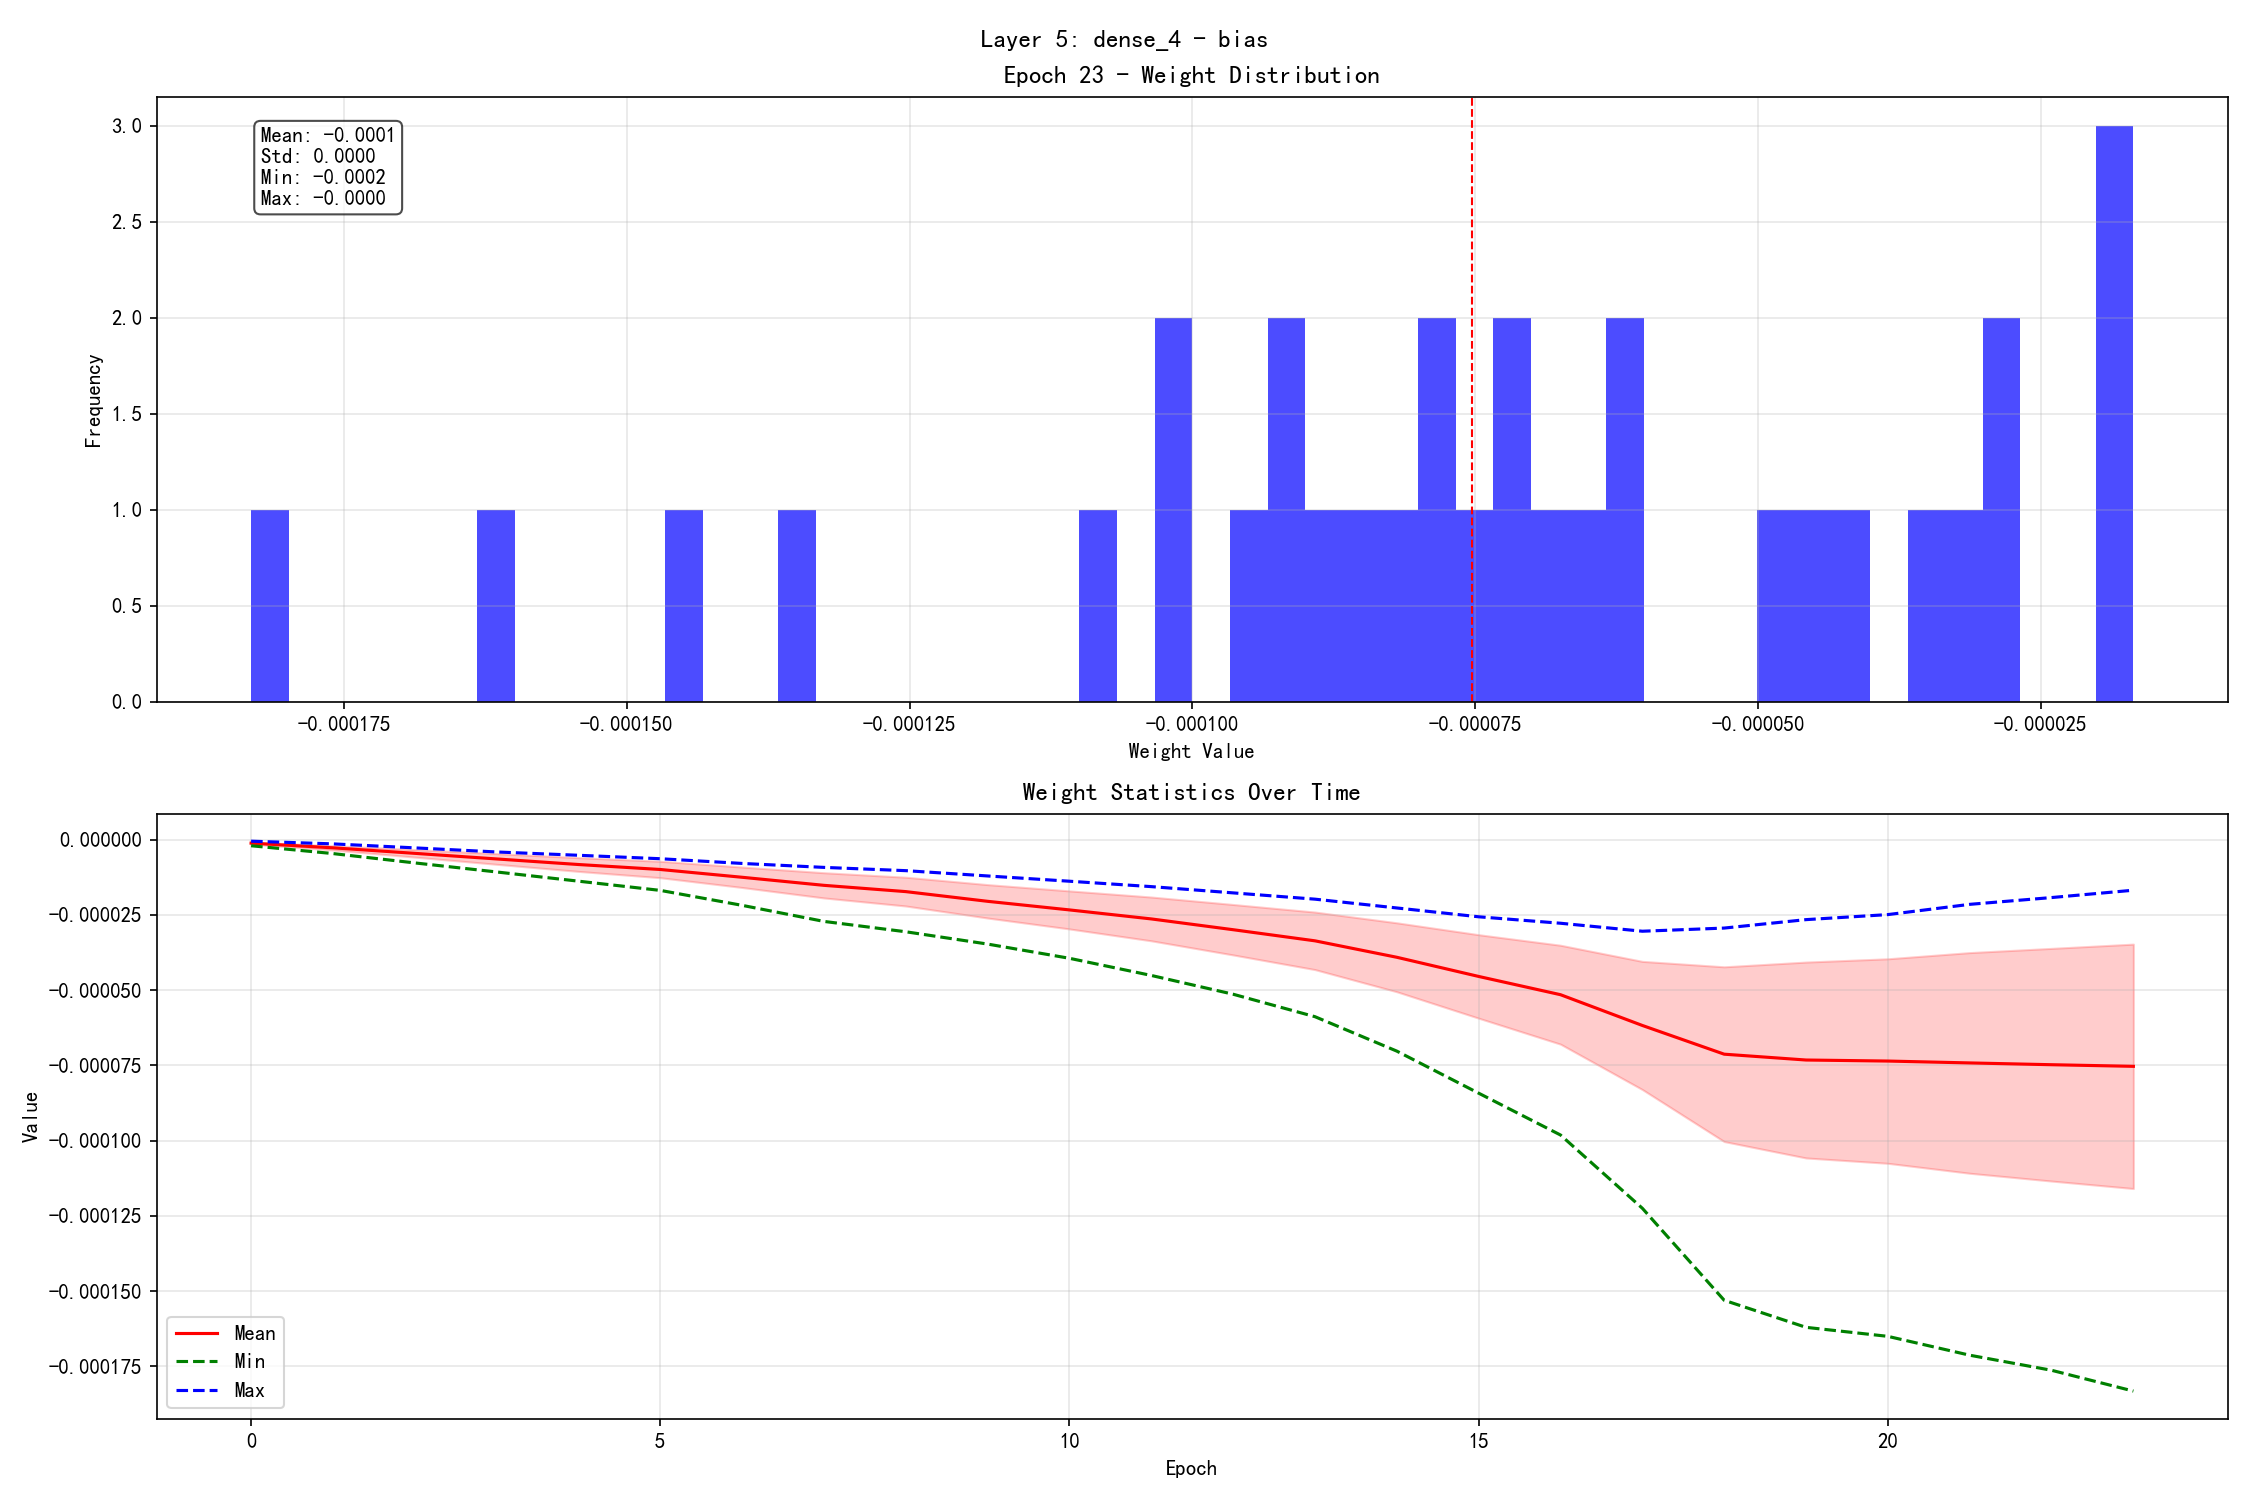 Layer 5: dense_4 - bias
Epoch 23 - Weight Distribution
Mean: -0.0001
Std: 0.0000
Min: -0.0002
Max: -0.0000
3.0
2.5
2.0
1.5
1.0
0.5
0.0
Frequency
-0.000175 -0.000150 -0.000125 -0.000100 -0.000075 -0.000050 -0.000025
Weight Value
Weight Statistics Over Time
0.000000
-0.000025
-0.000050
-0.000075
-0.000100
-0.000125
-0.000150
-0.000175
Value
Mean
Min
Max
0 5 10 15 20
Epoch